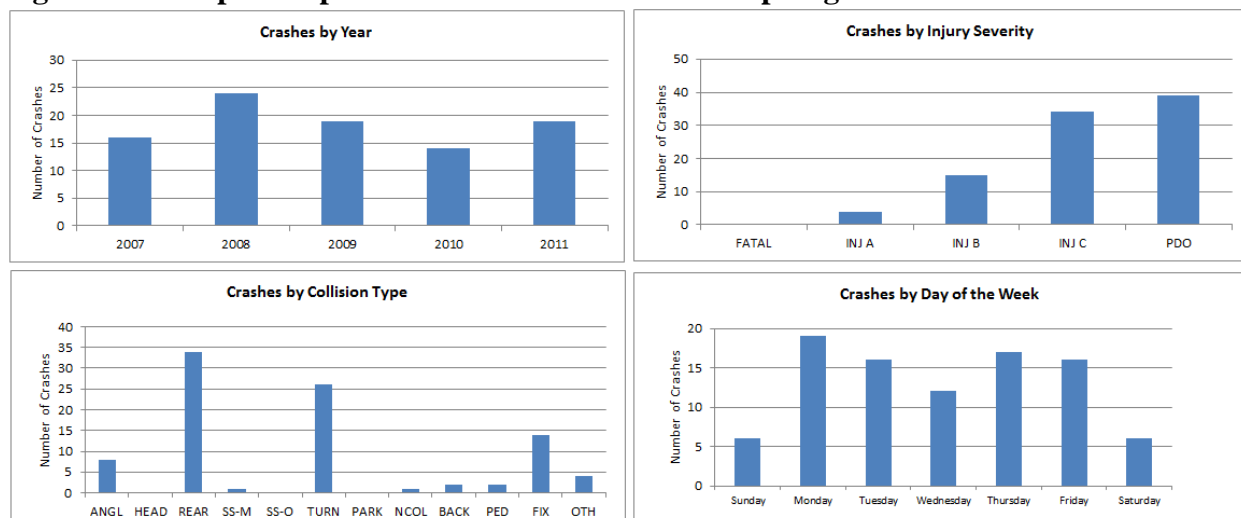 Crashes by Year
Number of Crashes
30
25
20
15
10
5
0
2007 2008 2009 2010 2011
Crashes by Injury Severity
Number of Crashes
50
40
30
20
10
0
FATAL INJ A INJ B INJ C PDO
Crashes by Collision Type
Number of Crashes
40
35
30
25
20
15
10
5
0
ANGL HEAD REAR SS-M SS-O TURN PARK NCOL BACK PED FIX OTH
Crashes by Day of the Week
Number of Crashes
20
15
10
5
0
Sunday Monday Tuesday Wednesday Thursday Friday Saturday